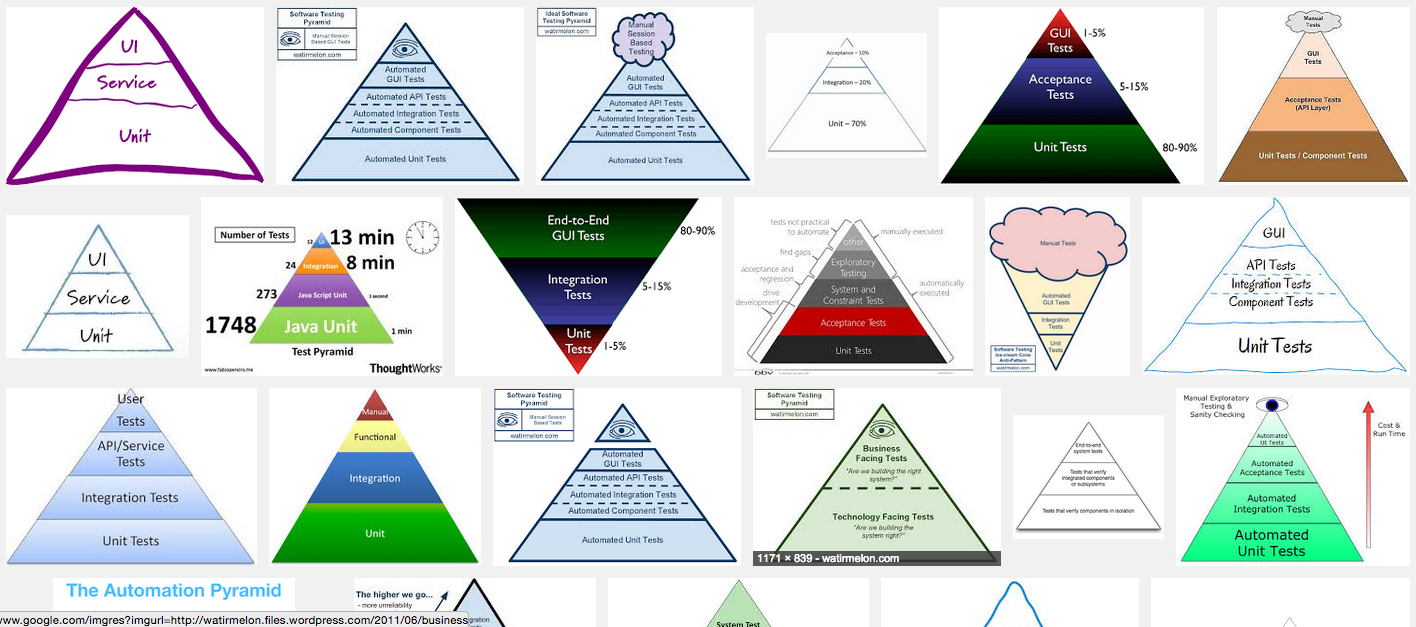 UI
Service
Unit
Software Testing
Pyramid
Manual Session
Based GUI Tests
watirmelon.com
Automated
GUI Tests
Automated API Tests
Automated Integration Tests
Automated Component Tests
Automated Unit Tests
Ideal Software
Testing Pyramid
watirmelon.com
Manual
Session
Based
Testing
Automated
GUI Tests
Automated API Tests
Automated Integration Tests
Automated Component Tests
Automated Unit Tests
Acceptance – 10%
Integration – 20%
Unit – 70%
GUI
Tests
1-5%
Acceptance
Tests
5-15%
Unit Tests
80-90%
Manual
Tests
GUI
Tests
Acceptance Tests
(API Layer)
Unit Tests / Component Tests
UI
Service
Unit
Number of Tests
13 min
24
Integration
8 min
273
Java Script Unit
1 second
1748
Java Unit
1 min
Test Pyramid
www.fabiopereira.me
ThoughtWorks
End-to-End
GUI Tests
80-90%
Integration
Tests
5-15%
Unit
Tests
1-5%
tests not practical
to automate
find gaps
acceptance and
regression
drive
development
other
Exploratory
Testing
System and
Constraint Tests
Acceptance Tests
Unit Tests
manually executed
automatically
executed
bbv
Manual Tests
Automated
GUI Tests
Integration
Tests
Unit
Tests
Software Testing
Ice-cream Cone
Anti-Pattern
watirmelon.com
GUI
API Tests
Integration Tests
Component Tests
Unit Tests
User
Tests
API/Service
Tests
Integration Tests
Unit Tests
Manual
Functional
Integration
Unit
Software Testing
Pyramid
Manual Session
Based GUI Tests
watirmelon.com
Automated
GUI Tests
Automated API Tests
Automated Integration Tests
Automated Component Tests
Automated Unit Tests
Software Testing
Pyramid
watirmelon.com
Business
Facing Tests
"Are we building the right
system?"
Technology Facing Tests
"Are we building the
system right?"
1171 × 839 - watirmelon.com
End-to-end
system tests
Tests that verify
integrated components
or subsystems
Tests that verify components in isolation
Manual Exploratory
Testing &
Sanity Checking
Automated
UI Tests
Automated
Acceptance Tests
Automated
Integration Tests
Automated
Unit Tests
Cost &
Run Time
The Automation Pyramid
The higher we go...
- more unreliability
System Test
www.google.com/imgres?imgurl=http://watirmelon.files.wordpress.com/2011/06/business